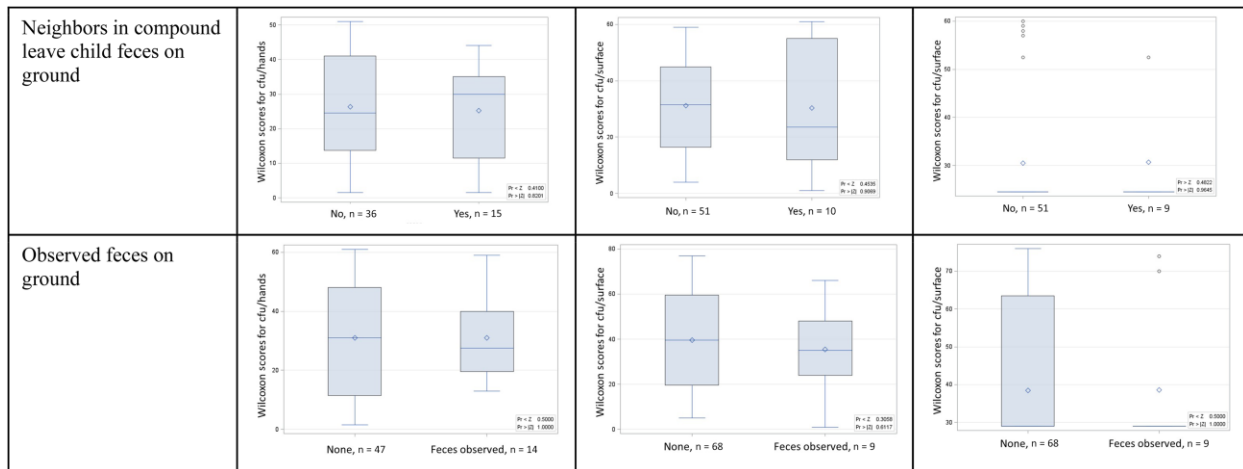 Neighbors in compound
leave child feces on
ground
Wilcoxon scores for cfu/hands
50
40
30
20
10
0
Pr < Z 0.4100
Pr > |Z| 0.8201
No, n = 36
Yes, n = 15
Wilcoxon scores for cfu/surface
60
40
20
0
Pr < Z 0.4535
Pr > |Z| 0.9069
No, n = 51
Yes, n = 10
Wilcoxon scores for cfu/surface
60
50
40
30
Pr > Z 0.4822
Pr > |Z| 0.9645
No, n = 51
Yes, n = 9
Observed feces on
ground
Wilcoxon scores for cfu/hands
60
40
20
0
Pr < Z 0.5000
Pr > |Z| 1.0000
None, n = 47
Feces observed, n = 14
Wilcoxon scores for cfu/surface
80
60
40
20
0
Pr < Z 0.3059
Pr > |Z| 0.6117
None, n = 68
Feces observed, n = 9
Wilcoxon scores for cfu/surface
70
60
50
40
30
Pr < Z 0.5000
Pr > |Z| 1.0000
None, n = 68
Feces observed, n = 9